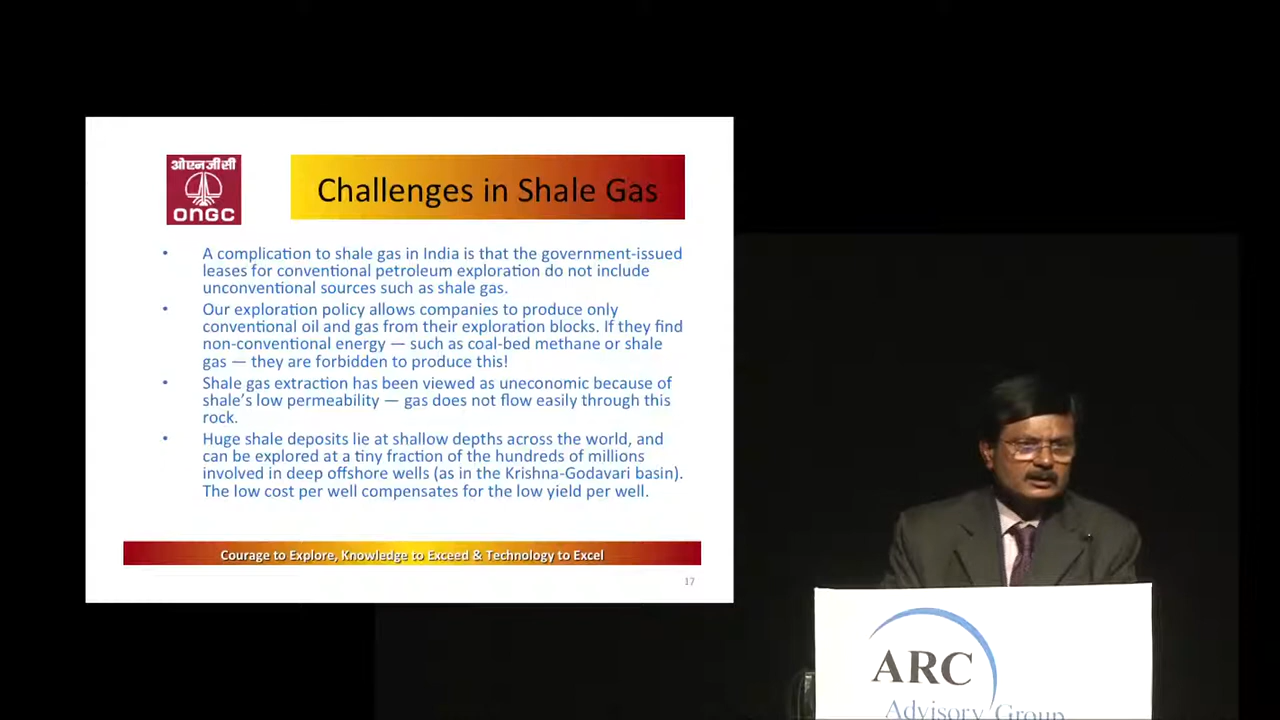 ओएनजीसी
ONGC
Challenges in Shale Gas
• A complication to shale gas in India is that the government-issued
leases for conventional petroleum exploration do not include
unconventional sources such as shale gas.
• Our exploration policy allows companies to produce only
conventional oil and gas from their exploration blocks. If they find
non-conventional energy — such as coal-bed methane or shale
gas — they are forbidden to produce this!
• Shale gas extraction has been viewed as uneconomic because of
shale's low permeability — gas does not flow easily through this
rock.
• Huge shale deposits lie at shallow depths across the world, and
can be explored at a tiny fraction of the hundreds of millions
involved in deep offshore wells (as in the Krishna-Godavari basin).
The low cost per well compensates for the low yield per well.
Courage to Explore, Knowledge to Exceed & Technology to Excel
17
ARC
Advisory Group